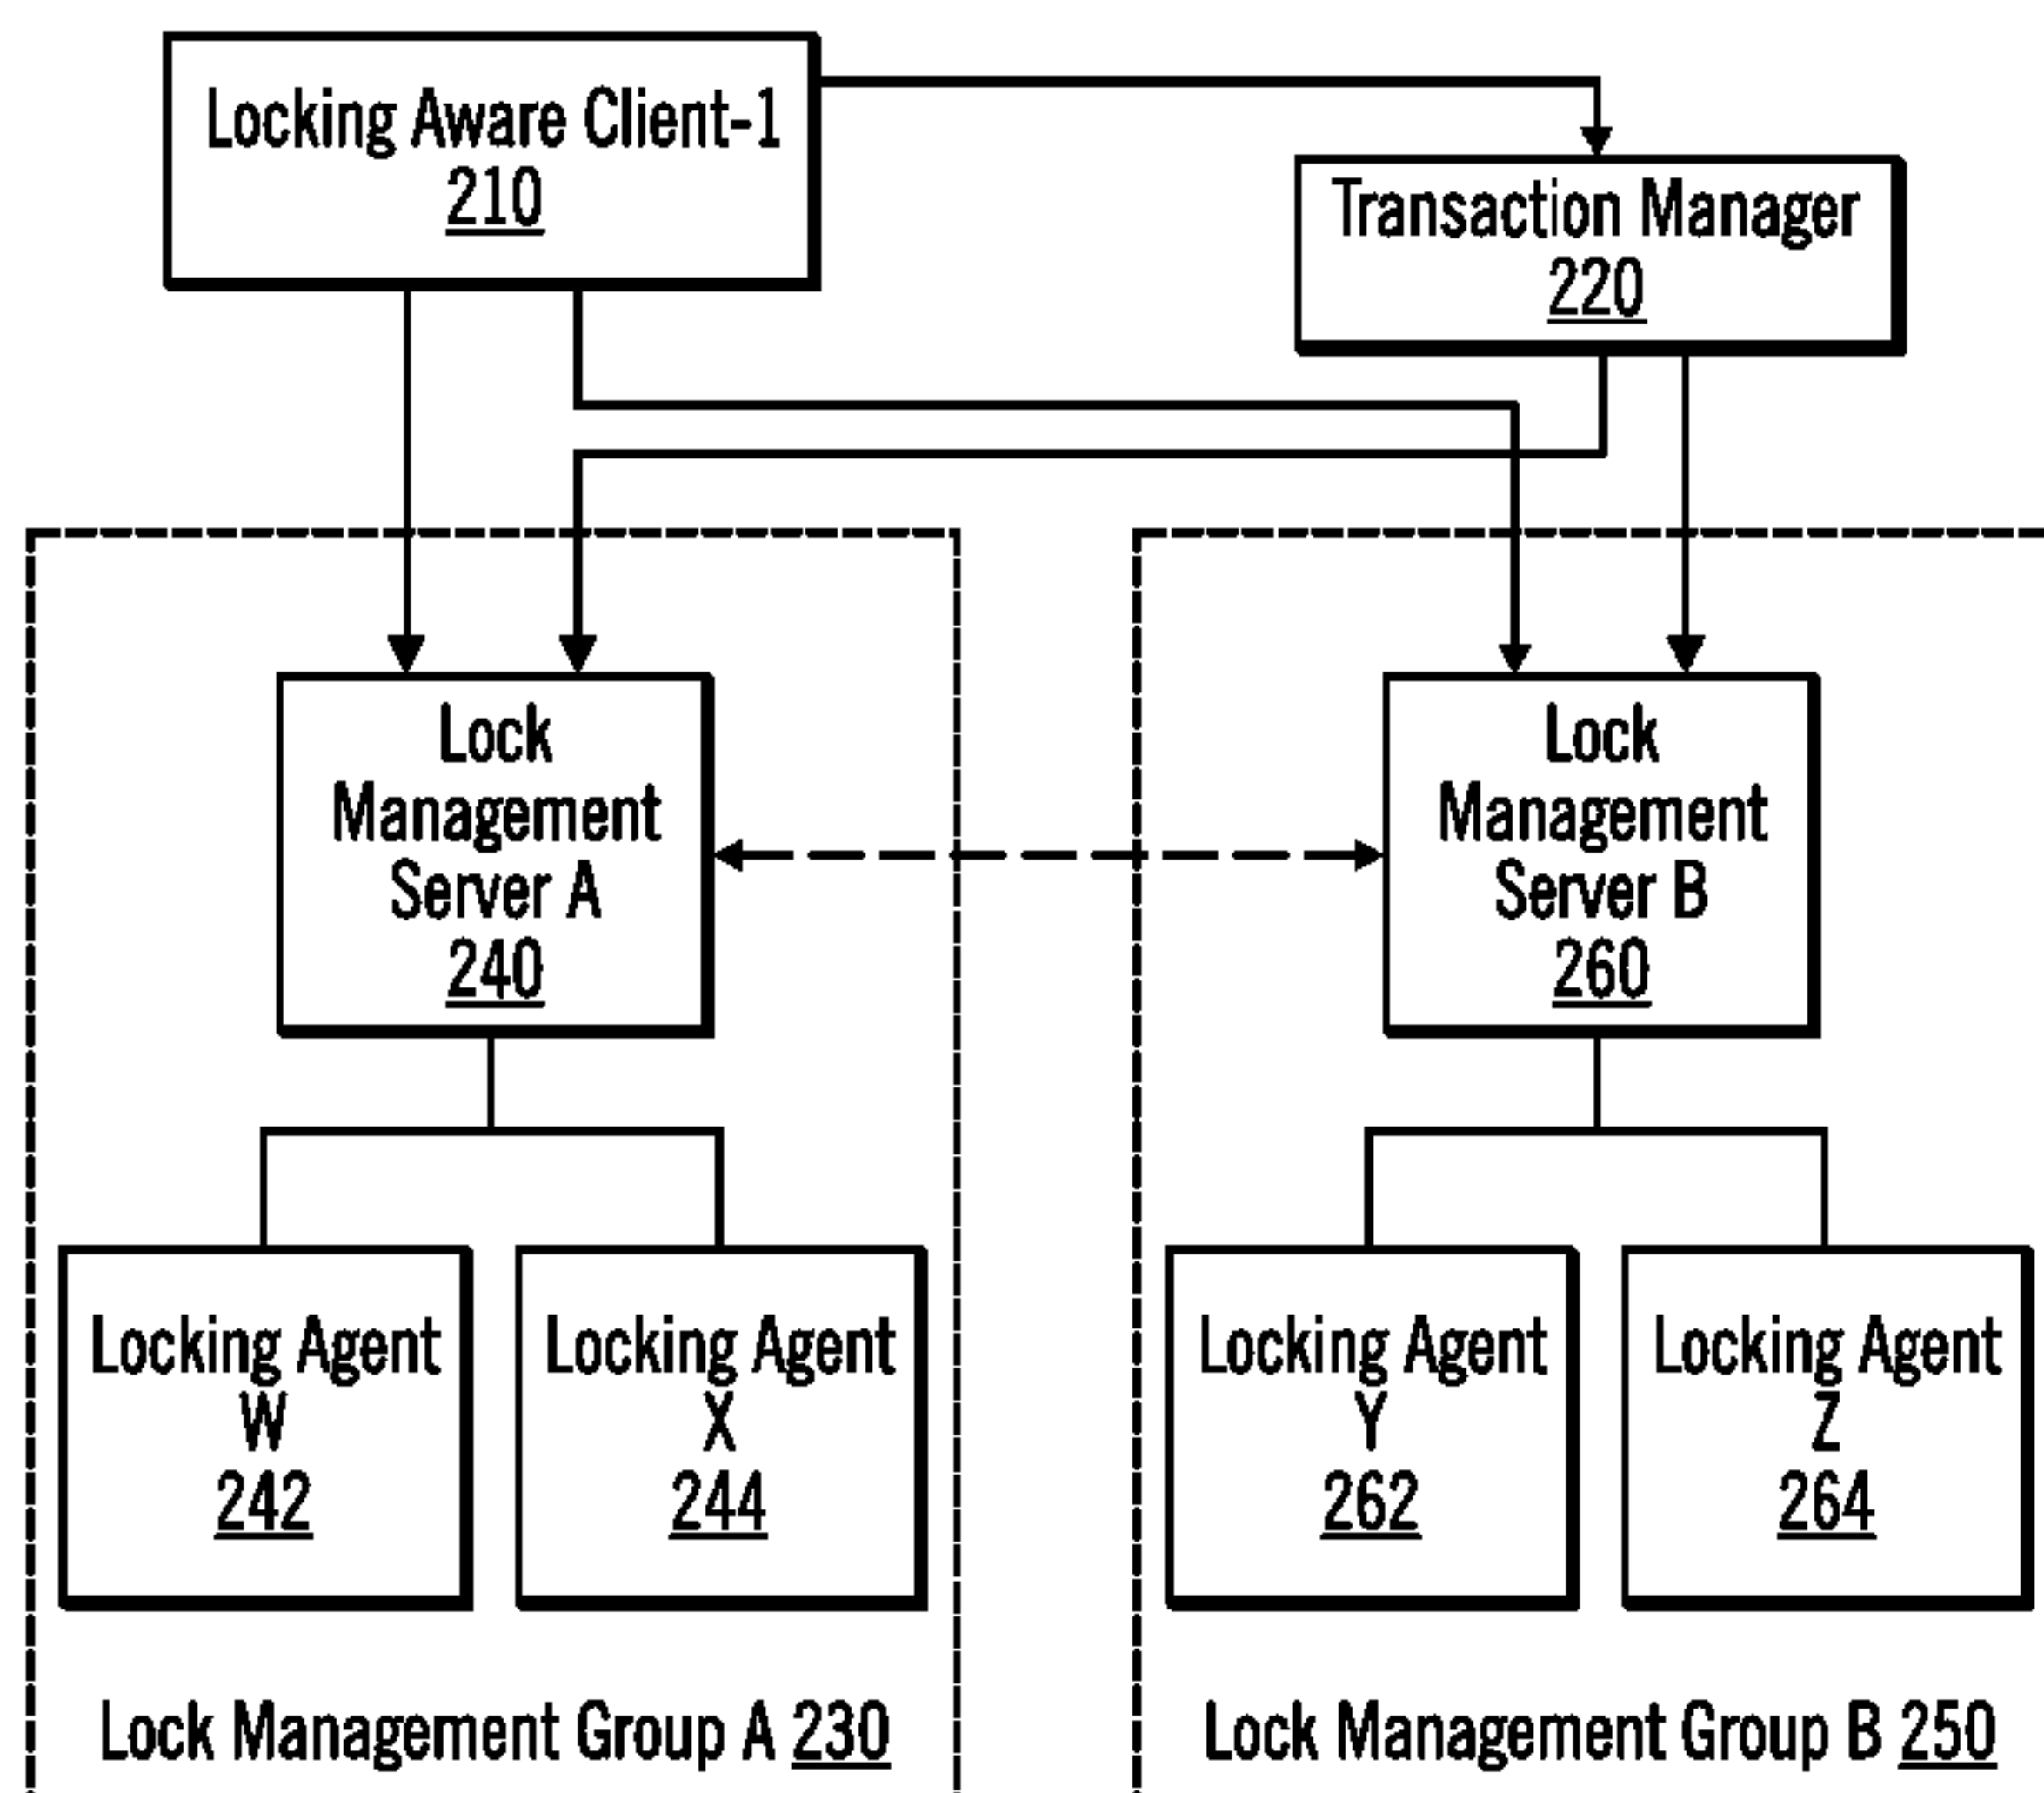 Locking Aware Client-1
210
Transaction Manager
220
Lock
Management
Server A
240
Lock
Management
Server B
260
Locking Agent
W
242
Locking Agent
X
244
Locking Agent
Y
262
Locking Agent
Z
264
Lock Management Group A 230
Lock Management Group B 250